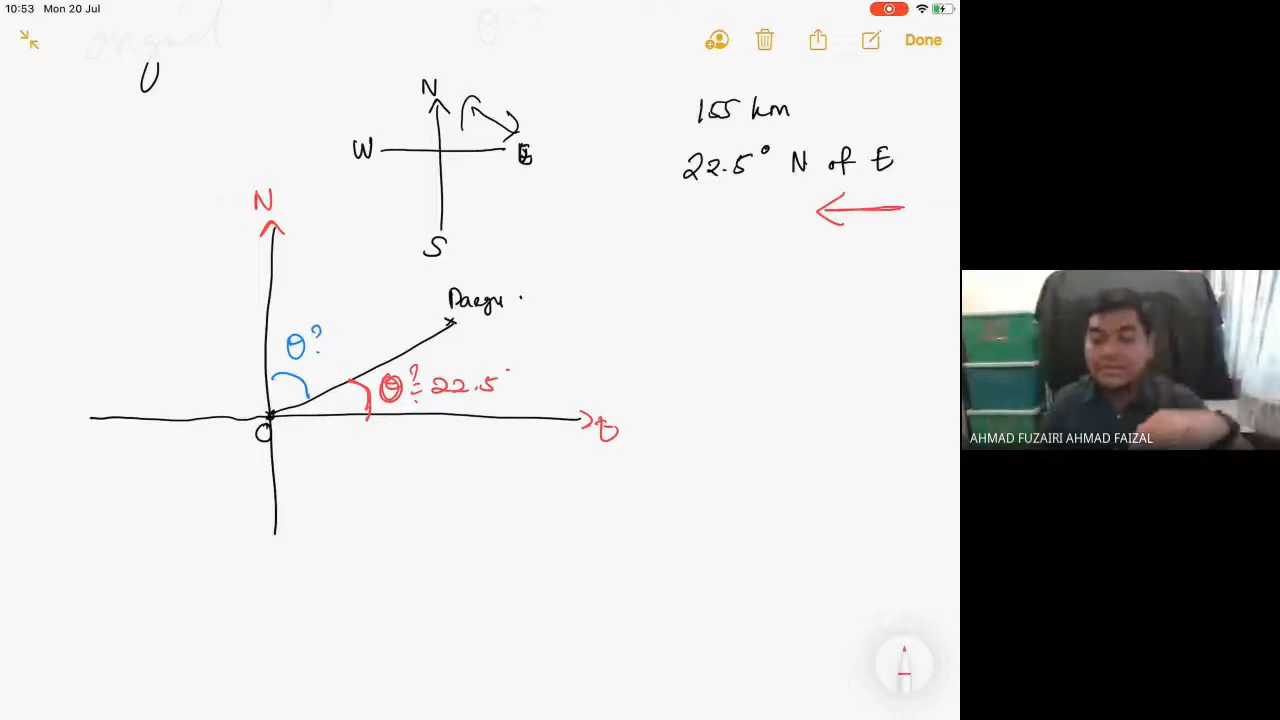 10:53 Mon 20 Jul
Done
N
W
E
S
155 km
22.5° N of E
N
Daegu
θ?
θ? = 22.5°
O
E
AHMAD FUZAIRI AHMAD FAIZAL